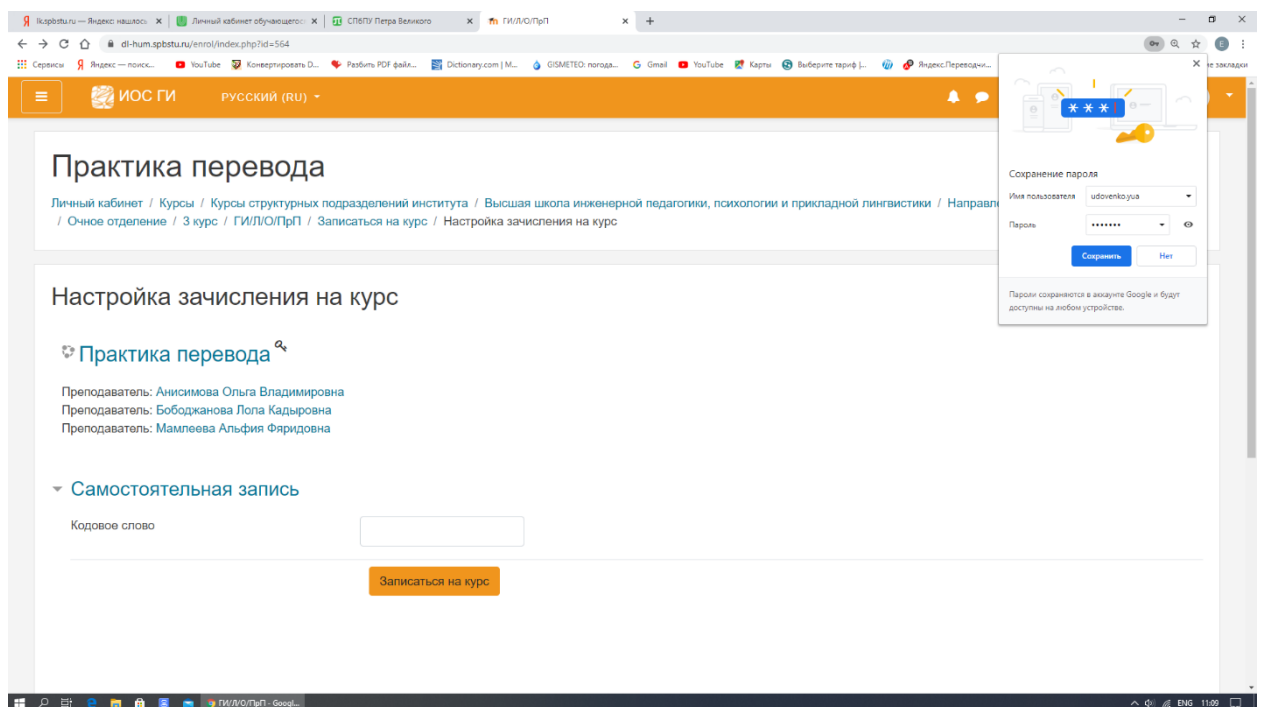 lk.spbstu.ru — Яндекс: нашлось
Личный кабинет обучающегос
СПбПУ Петра Великого
ГИ/Л/О/ПрП
dl-hum.spbstu.ru/enrol/index.php?id=564
E
Сервисы
Яндекс — поиск...
YouTube
Конвертировать D...
Разбить PDF файл...
Dictionary.com | M...
GISMETEO: погода...
Gmail
YouTube
Карты
Выберите тариф |...
Яндекс.Переводчи...
не закладки
ИОС ГИ
РУССКИЙ (RU)
***
Сохранение пароля
Имя пользователя
udovenko.yua
Пароль
•••••••
Сохранить
Нет
Пароли сохраняются в аккаунте Google и будут
доступны на любом устройстве.
Практика перевода
Личный кабинет / Курсы / Курсы структурных подразделений института / Высшая школа инженерной педагогики, психологии и прикладной лингвистики / Направл
/ Очное отделение / 3 курс / ГИ/Л/О/ПрП / Записаться на курс / Настройка зачисления на курс
Настройка зачисления на курс
Практика перевода
Преподаватель: Анисимова Ольга Владимировна
Преподаватель: Бободжанова Лола Кадыровна
Преподаватель: Мамлеева Альфия Фяридовна
Самостоятельная запись
Кодовое слово
Записаться на курс
ГИ/Л/О/ПрП - Googl...
ENG
11:09